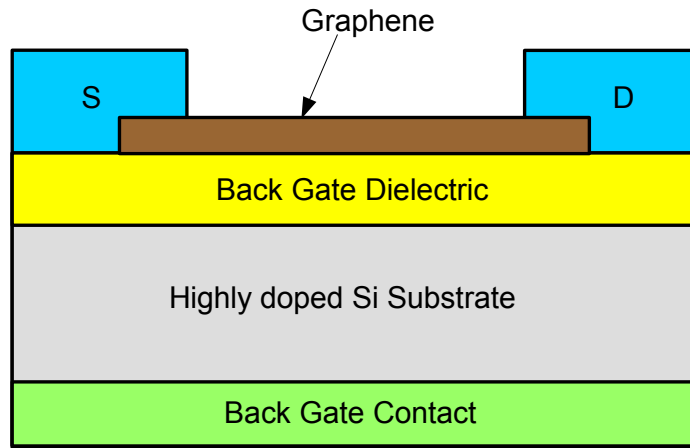 Graphene
S
D
Back Gate Dielectric
Highly doped Si Substrate
Back Gate Contact